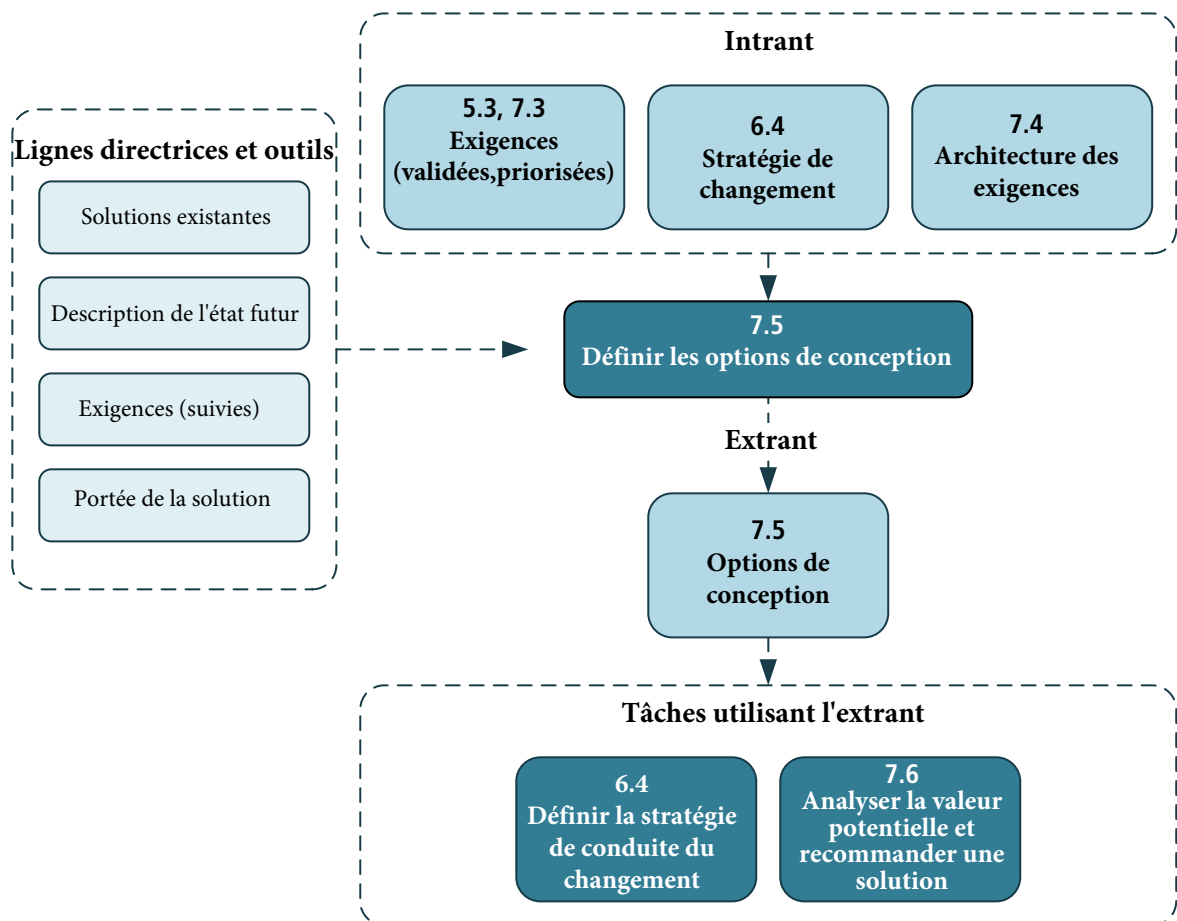 Intrant
5.3, 7.3
Exigences
(validées,priorisées)
6.4
Stratégie de
changement
7.4
Architecture des
exigences
Lignes directrices et outils
Solutions existantes
Description de l'état futur
Exigences (suivies)
Portée de la solution
7.5
Définir les options de conception
Extrant
7.5
Options de
conception
Tâches utilisant l'extrant
6.4
Définir la stratégie
de conduite du
changement
7.6
Analyser la valeur
potentielle et
recommander une
solution